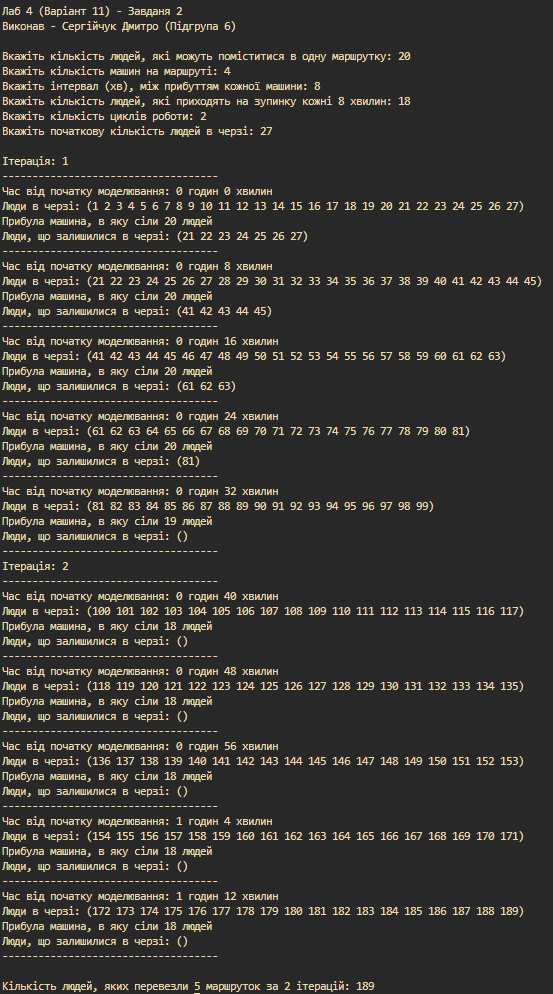 Лаб 4 (Варіант 11) - Завданя 2
Виконав - Сергійчук Дмитро (Підгрупа 6)
Вкажіть кількість людей, які можуть поміститися в одну маршрутку: 20
Вкажіть кількість машин на маршруті: 4
Вкажіть інтервал (хв), між прибуттям кожної машини: 8
Вкажіть кількість людей, які приходять на зупинку кожні 8 хвилин: 18
Вкажіть кількість циклів роботи: 2
Вкажіть початкову кількість людей в черзі: 27
Ітерація: 1
------------------------------------
Час від початку моделювання: 0 годин 0 хвилин
Люди в черзі: (1 2 3 4 5 6 7 8 9 10 11 12 13 14 15 16 17 18 19 20 21 22 23 24 25 26 27)
Прибула машина, в яку сіли 20 людей
Люди, що залишилися в черзі: (21 22 23 24 25 26 27)
------------------------------------
Час від початку моделювання: 0 годин 8 хвилин
Люди в черзі: (21 22 23 24 25 26 27 28 29 30 31 32 33 34 35 36 37 38 39 40 41 42 43 44 45)
Прибула машина, в яку сіли 20 людей
Люди, що залишилися в черзі: (41 42 43 44 45)
------------------------------------
Час від початку моделювання: 0 годин 16 хвилин
Люди в черзі: (41 42 43 44 45 46 47 48 49 50 51 52 53 54 55 56 57 58 59 60 61 62 63)
Прибула машина, в яку сіли 20 людей
Люди, що залишилися в черзі: (61 62 63)
------------------------------------
Час від початку моделювання: 0 годин 24 хвилин
Люди в черзі: (61 62 63 64 65 66 67 68 69 70 71 72 73 74 75 76 77 78 79 80 81)
Прибула машина, в яку сіли 20 людей
Люди, що залишилися в черзі: (81)
------------------------------------
Час від початку моделювання: 0 годин 32 хвилин
Люди в черзі: (81 82 83 84 85 86 87 88 89 90 91 92 93 94 95 96 97 98 99)
Прибула машина, в яку сіли 19 людей
Люди, що залишилися в черзі: ()
------------------------------------
Ітерація: 2
------------------------------------
Час від початку моделювання: 0 годин 40 хвилин
Люди в черзі: (100 101 102 103 104 105 106 107 108 109 110 111 112 113 114 115 116 117)
Прибула машина, в яку сіли 18 людей
Люди, що залишилися в черзі: ()
------------------------------------
Час від початку моделювання: 0 годин 48 хвилин
Люди в черзі: (118 119 120 121 122 123 124 125 126 127 128 129 130 131 132 133 134 135)
Прибула машина, в яку сіли 18 людей
Люди, що залишилися в черзі: ()
------------------------------------
Час від початку моделювання: 0 годин 56 хвилин
Люди в черзі: (136 137 138 139 140 141 142 143 144 145 146 147 148 149 150 151 152 153)
Прибула машина, в яку сіли 18 людей
Люди, що залишилися в черзі: ()
------------------------------------
Час від початку моделювання: 1 годин 4 хвилин
Люди в черзі: (154 155 156 157 158 159 160 161 162 163 164 165 166 167 168 169 170 171)
Прибула машина, в яку сіли 18 людей
Люди, що залишилися в черзі: ()
------------------------------------
Час від початку моделювання: 1 годин 12 хвилин
Люди в черзі: (172 173 174 175 176 177 178 179 180 181 182 183 184 185 186 187 188 189)
Прибула машина, в яку сіли 18 людей
Люди, що залишилися в черзі: ()
------------------------------------
Кількість людей, яких перевезли 5 маршруток за 2 ітерацій: 189